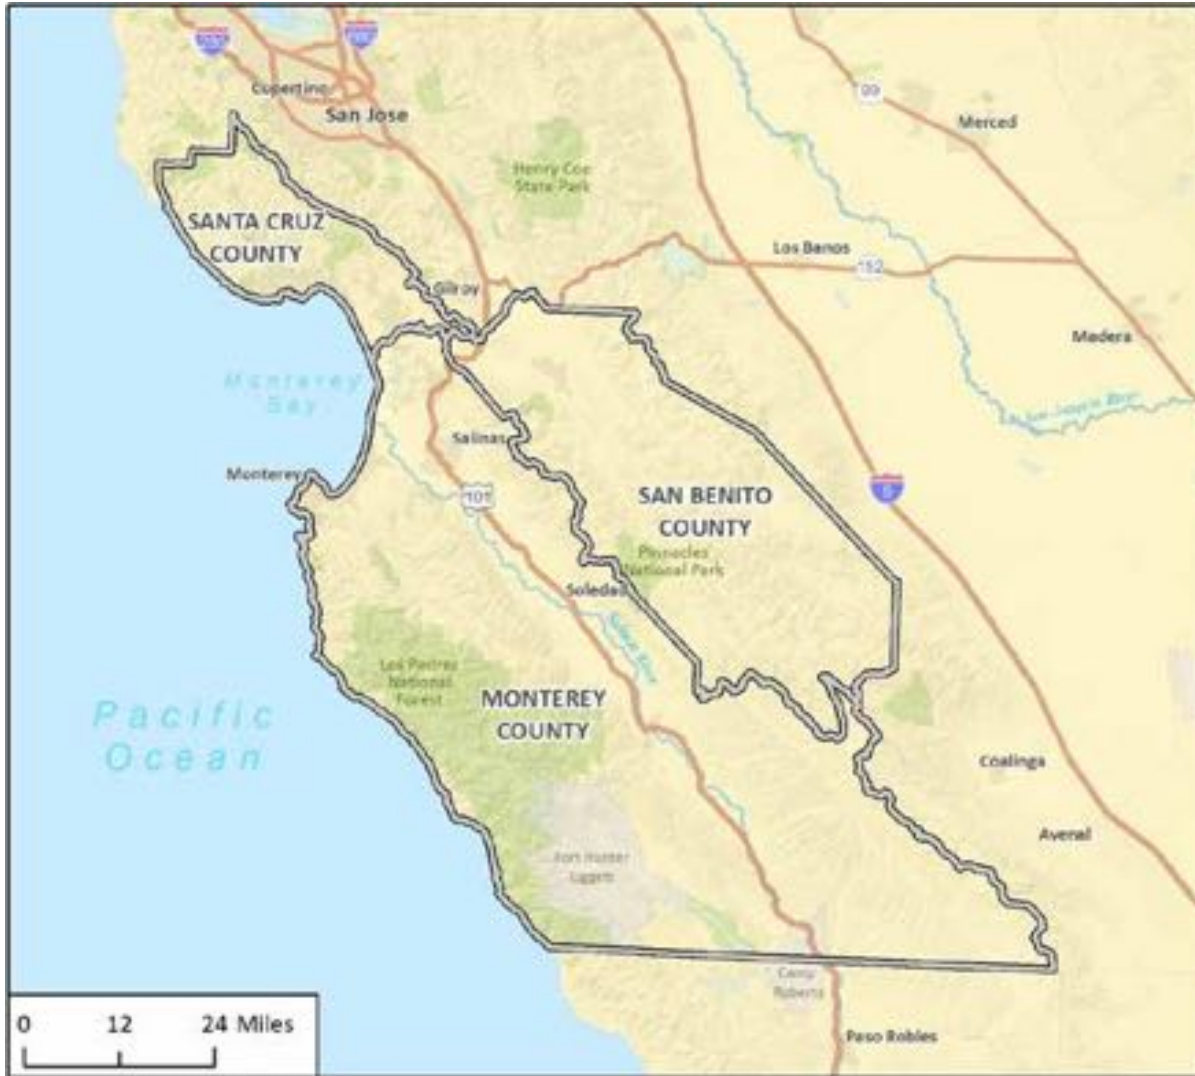 Cupertino
San Jose
99
Merced
Henry Coe
State Park
SANTA CRUZ
COUNTY
Los Banos
152
Gilroy
Madera
Monterey
Bay
Salinas
Monterey
101
SAN BENITO
COUNTY
5
Pinnacles
National Park
Soledad
Salinas River
Los Padres
National
Forest
MONTEREY
COUNTY
Pacific
Ocean
Coalinga
Avenal
Fort Hunter
Liggett
Camp
Roberts
0 12 24 Miles
Paso Robles